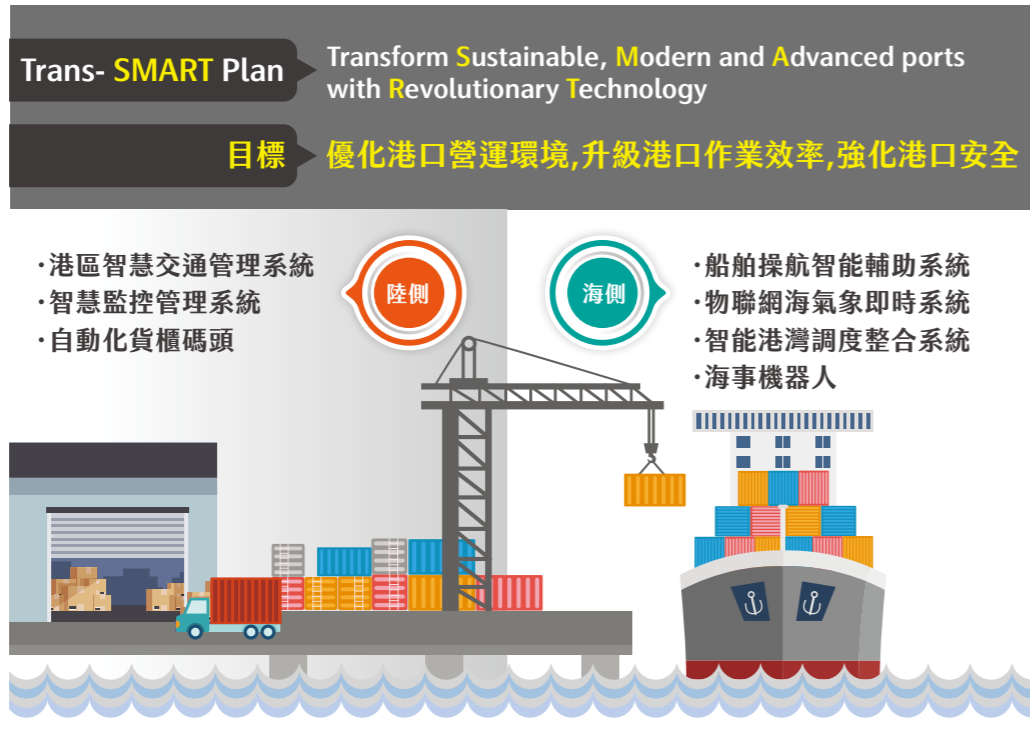 Trans- SMART Plan
Transform Sustainable, Modern and Advanced ports
with Revolutionary Technology
目標
優化港口營運環境,升級港口作業效率,強化港口安全
陸側
·港區智慧交通管理系統
·智慧監控管理系統
·自動化貨櫃碼頭
海側
·船舶操航智能輔助系統
·物聯網海氣象即時系統
·智能港灣調度整合系統
·海事機器人